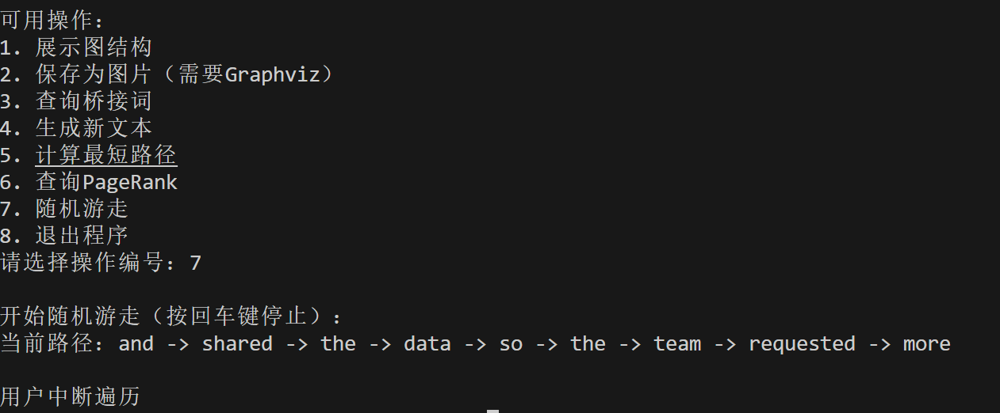 可用操作：
1. 展示图结构
2. 保存为图片（需要Graphviz）
3. 查询桥接词
4. 生成新文本
5. 计算最短路径
6. 查询PageRank
7. 随机游走
8. 退出程序
请选择操作编号：7
开始随机游走（按回车键停止）：
当前路径：and -> shared -> the -> data -> so -> the -> team -> requested -> more
用户中断遍历